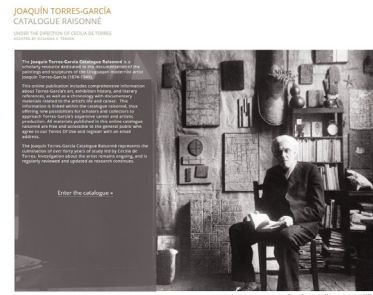 JOAQUÍN TORRES-GARCÍA
CATALOGUE RAISONNÉ
UNDER THE DIRECTION OF CECILIA DE TORRES
The Joaquín Torres-García Catalogue Raisonné is a
scholarly resource dedicated to the documentation of the
paintings and sculptures of the Uruguayan modernist artist
Joaquín Torres-García (1874-1949).
This online publication includes comprehensive information
about Torres-García's art, exhibition history, and literary
references, as well as a chronology with documentary
materials related to the artist's life and career. This
information is linked within the catalogue raisonné, thus
offering new possibilities for scholars and collectors to
approach Torres-García's expansive career and artistic
production. All materials published in this online catalogue
raisonné are free and accessible to the general public who
agree to our Terms Of Use and register with an email
address.
The Joaquín Torres-García Catalogue Raisonné represents the
culmination of over forty years of study led by Cecilia de
Torres. Investigation about the artist remains ongoing, and is
regularly reviewed and updated as research continues.
Enter the catalogue »